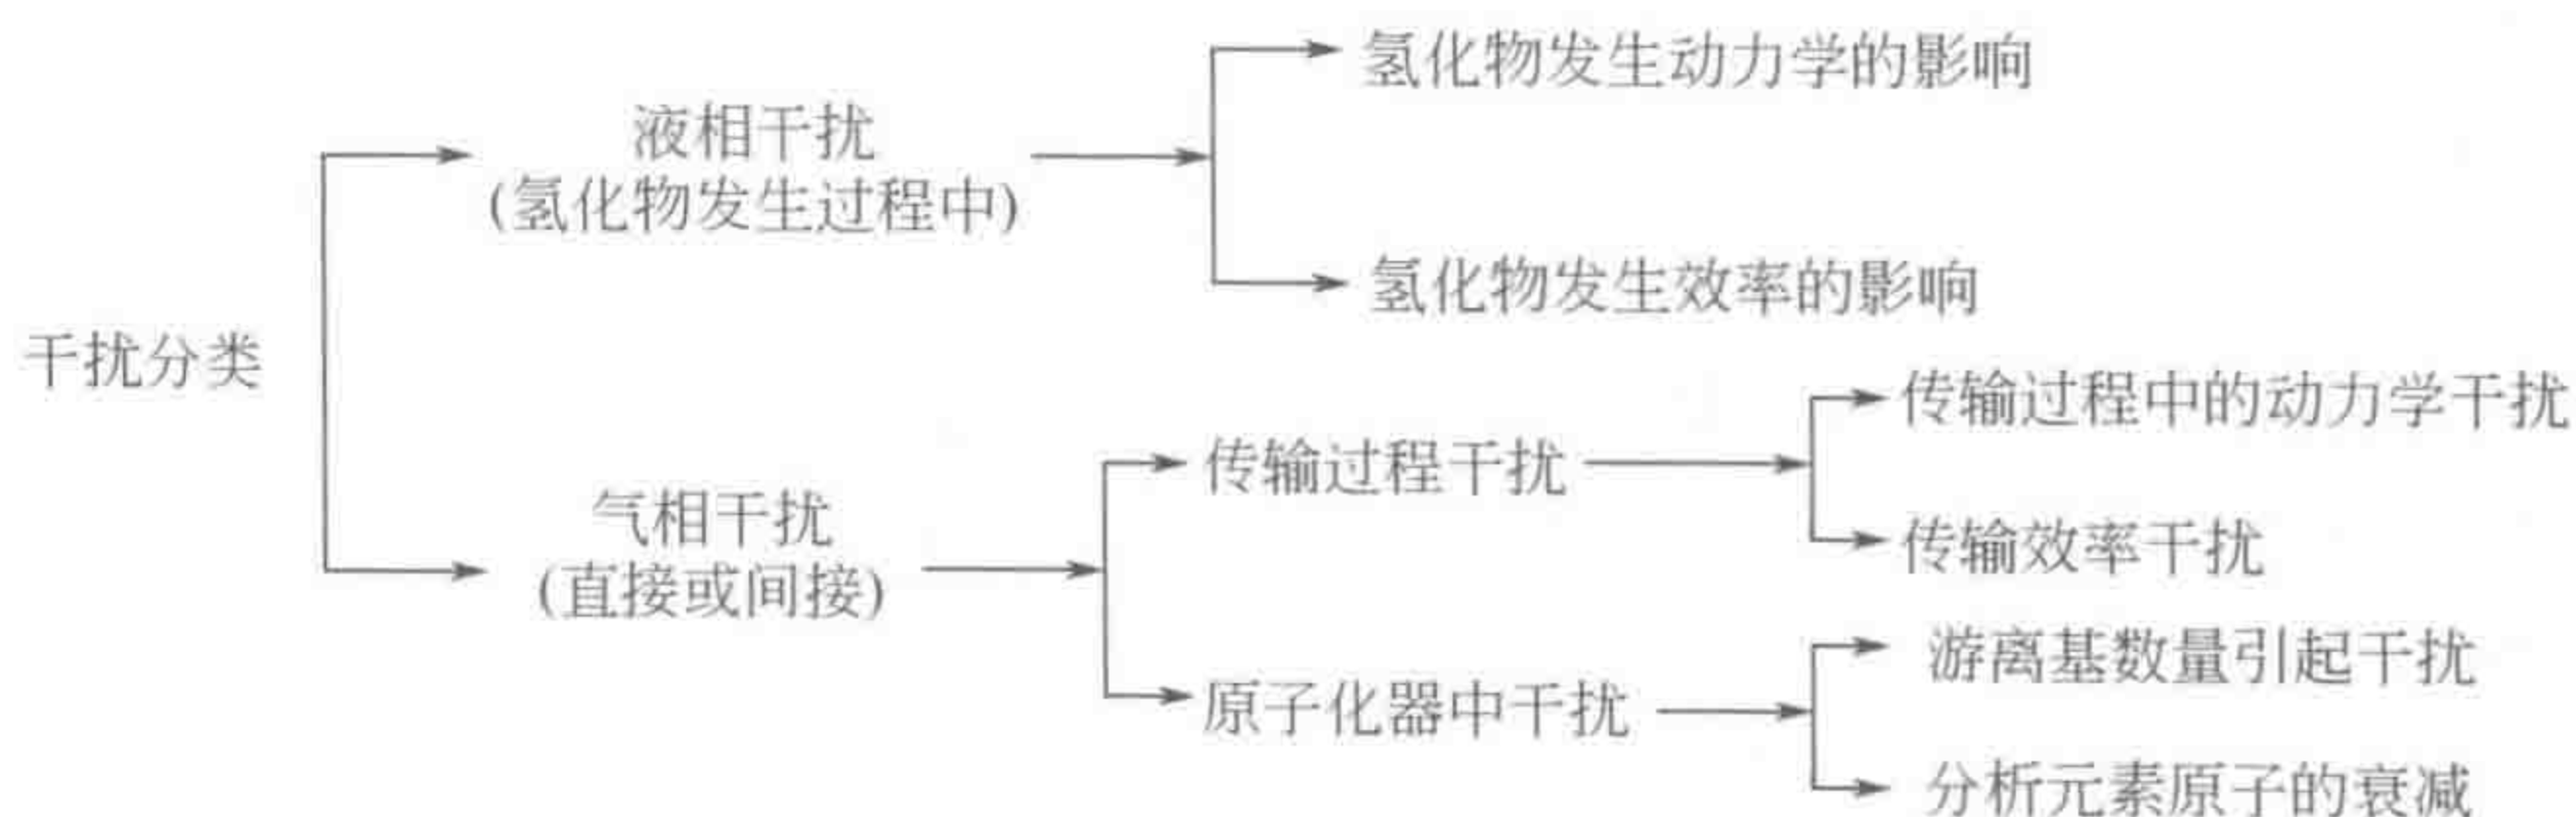 干扰分类
液相干扰
(氢化物发生过程中)
氢化物发生动力学的影响
氢化物发生效率的影响
气相干扰
(直接或间接)
传输过程干扰
传输过程中的动力学干扰
传输效率干扰
原子化器中干扰
游离基数量引起干扰
分析元素原子的衰减